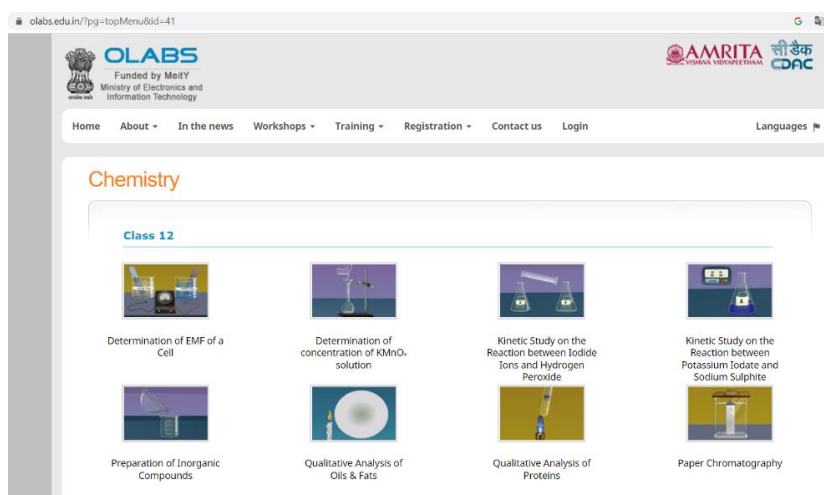 olabs.edu.in/?pg=topMenu&id=41
OLABS
Funded by MeitY
Ministry of Electronics and
Information Technology
AMRITA
VISHWA VIDYAPEETHAM
सी डैक
CDAC
Home About In the news Workshops Training Registration Contact us Login Languages
Chemistry
Class 12
Determination of EMF of a
Cell
Determination of
concentration of KMnO₄
solution
Kinetic Study on the
Reaction between Iodide
Ions and Hydrogen
Peroxide
Kinetic Study on the
Reaction between
Potassium Iodate and
Sodium Sulphite
Preparation of Inorganic
Compounds
Qualitative Analysis of
Oils & Fats
Qualitative Analysis of
Proteins
Paper Chromatography